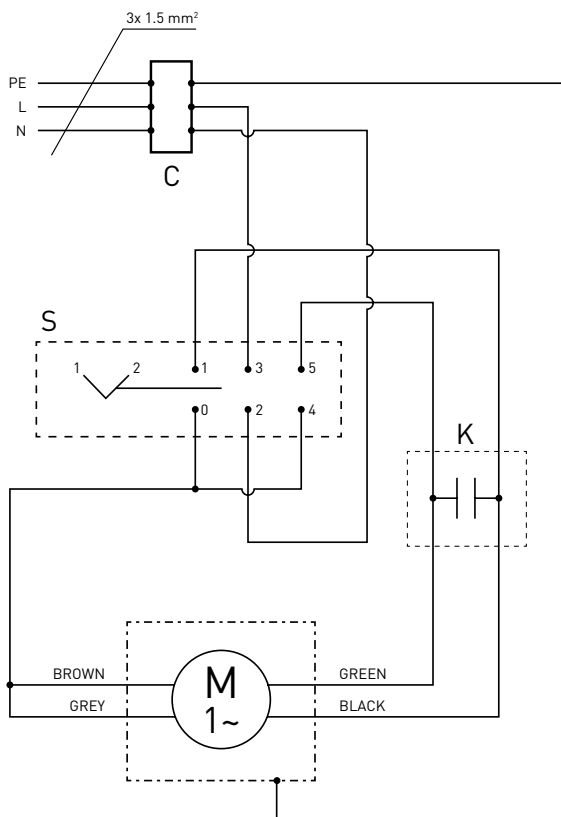 3x 1.5 mm²
PE
L
N
C
S
1 2 1 3 5
0 2 4
K
BROWN M GREEN
GREY 1~ BLACK